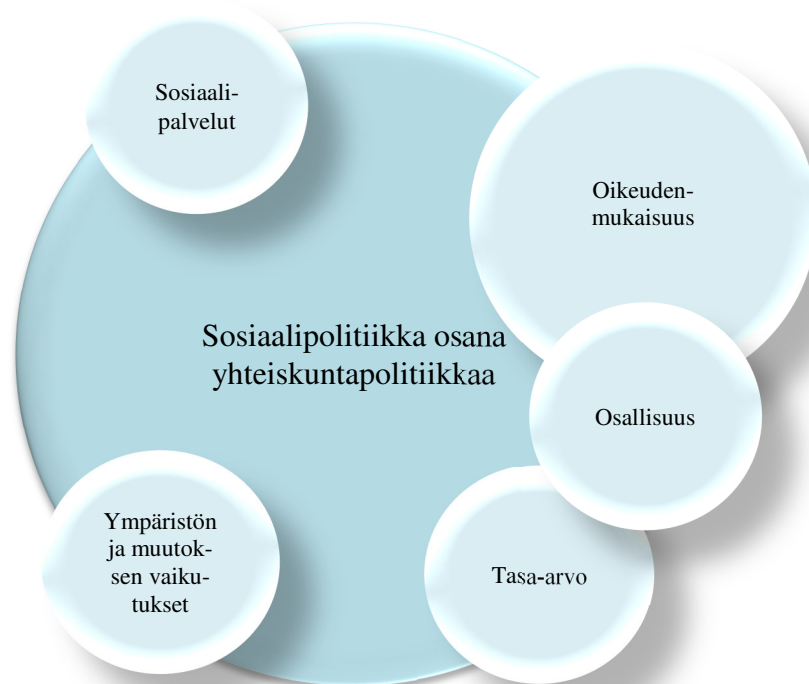 Sosiaali-
palvelut
Oikeuden-
mukaisuus
Sosiaalipolitiikka osana
yhteiskuntapolitiikkaa
Osallisuus
Ympäristön
ja muutok-
sen vaiku-
tukset
Tasa-arvo